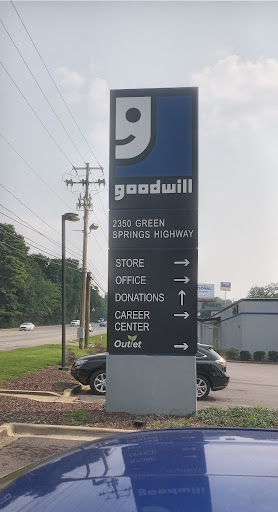 goodwill
2350 GREEN
SPRINGS HIGHWAY
STORE →
OFFICE →
DONATIONS ↑
CAREER →
CENTER
Outlet →